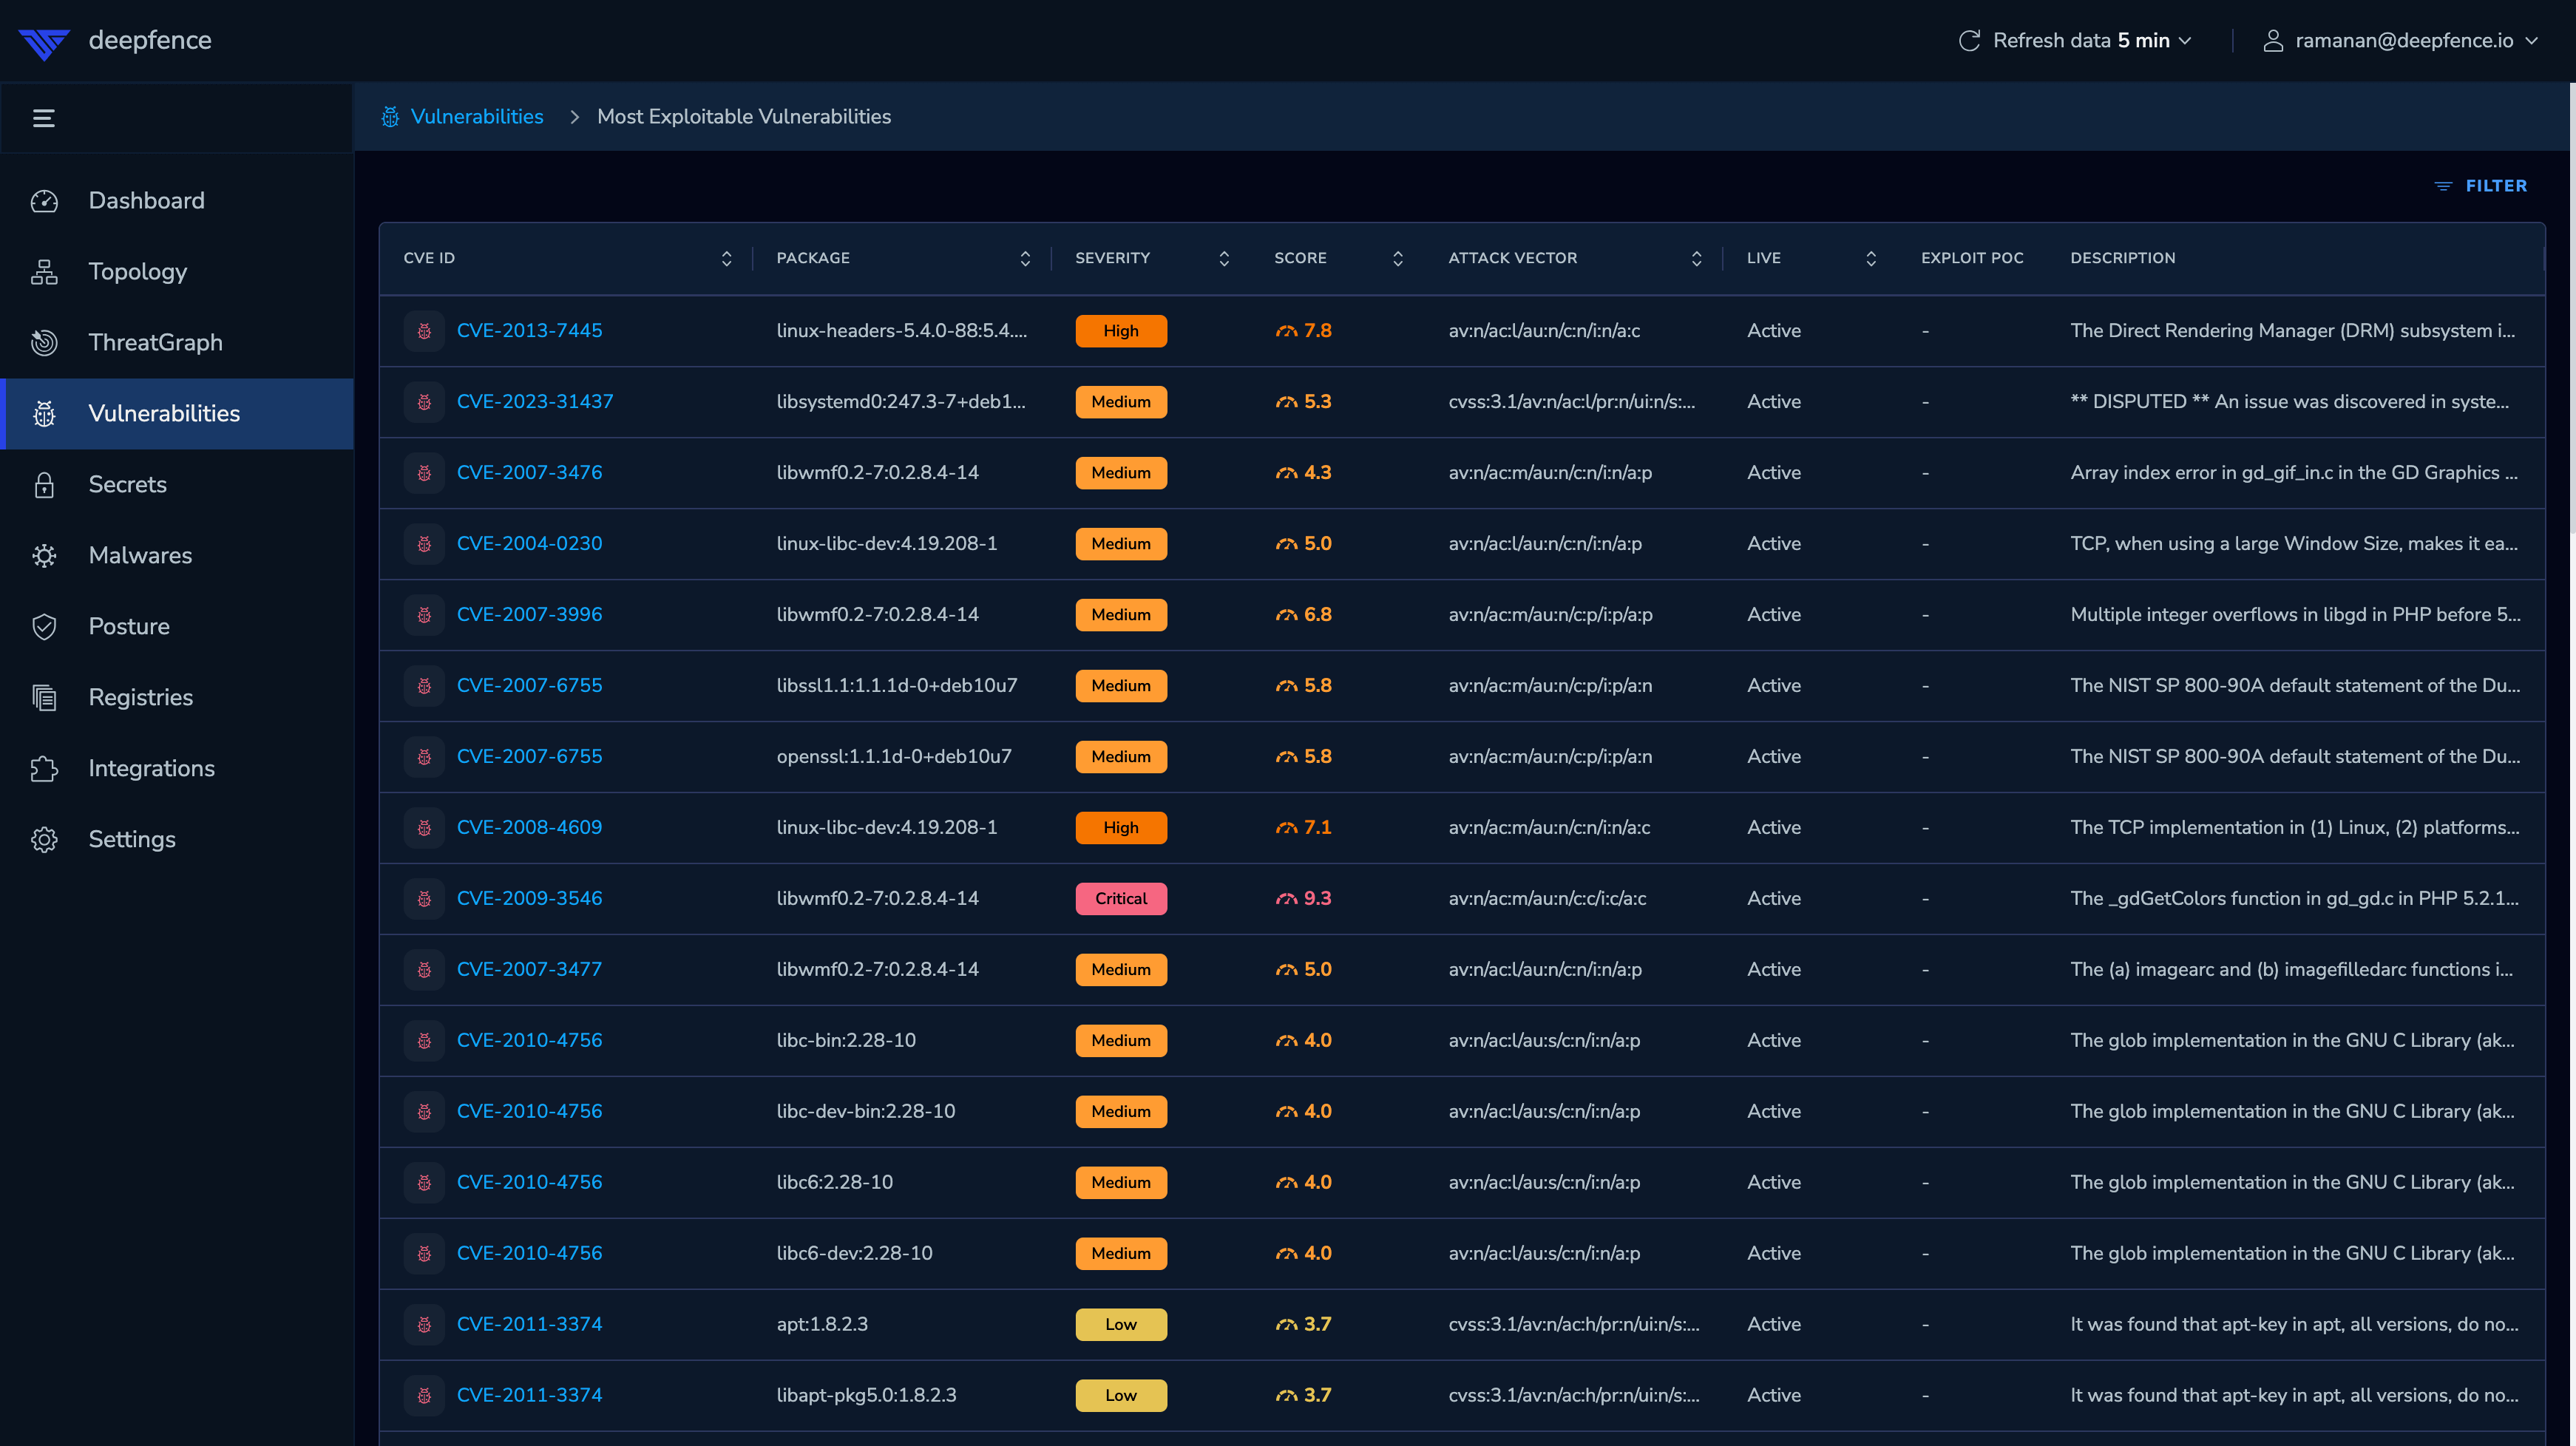 deepfence
Refresh data 5 min
ramanan@deepfence.io
Vulnerabilities > Most Exploitable Vulnerabilities
Dashboard
Topology
ThreatGraph
Vulnerabilities
Secrets
Malwares
Posture
Registries
Integrations
Settings
FILTER
CVE ID PACKAGE SEVERITY SCORE ATTACK VECTOR LIVE EXPLOIT POC DESCRIPTION
CVE-2013-7445 linux-headers-5.4.0-88:5.4.... High 7.8 av:n/ac:l/au:n/c:n/i:n/a:c Active - The Direct Rendering Manager (DRM) subsystem i...
CVE-2023-31437 libsystemd0:247.3-7+deb1... Medium 5.3 cvss:3.1/av:n/ac:l/pr:n/ui:n/s:... Active - ** DISPUTED ** An issue was discovered in syste...
CVE-2007-3476 libwmf0.2-7:0.2.8.4-14 Medium 4.3 av:n/ac:m/au:n/c:n/i:n/a:p Active - Array index error in gd_gif_in.c in the GD Graphics ...
CVE-2004-0230 linux-libc-dev:4.19.208-1 Medium 5.0 av:n/ac:l/au:n/c:n/i:n/a:p Active - TCP, when using a large Window Size, makes it ea...
CVE-2007-3996 libwmf0.2-7:0.2.8.4-14 Medium 6.8 av:n/ac:m/au:n/c:p/i:p/a:p Active - Multiple integer overflows in libgd in PHP before 5...
CVE-2007-6755 libssl1.1:1.1.1d-0+deb10u7 Medium 5.8 av:n/ac:m/au:n/c:p/i:p/a:n Active - The NIST SP 800-90A default statement of the Du...
CVE-2007-6755 openssl:1.1.1d-0+deb10u7 Medium 5.8 av:n/ac:m/au:n/c:p/i:p/a:n Active - The NIST SP 800-90A default statement of the Du...
CVE-2008-4609 linux-libc-dev:4.19.208-1 High 7.1 av:n/ac:m/au:n/c:n/i:n/a:c Active - The TCP implementation in (1) Linux, (2) platforms...
CVE-2009-3546 libwmf0.2-7:0.2.8.4-14 Critical 9.3 av:n/ac:m/au:n/c:c/i:c/a:c Active - The _gdGetColors function in gd_gd.c in PHP 5.2.1...
CVE-2007-3477 libwmf0.2-7:0.2.8.4-14 Medium 5.0 av:n/ac:l/au:n/c:n/i:n/a:p Active - The (a) imagearc and (b) imagefilledarc functions i...
CVE-2010-4756 libc-bin:2.28-10 Medium 4.0 av:n/ac:l/au:s/c:n/i:n/a:p Active - The glob implementation in the GNU C Library (ak...
CVE-2010-4756 libc-dev-bin:2.28-10 Medium 4.0 av:n/ac:l/au:s/c:n/i:n/a:p Active - The glob implementation in the GNU C Library (ak...
CVE-2010-4756 libc6:2.28-10 Medium 4.0 av:n/ac:l/au:s/c:n/i:n/a:p Active - The glob implementation in the GNU C Library (ak...
CVE-2010-4756 libc6-dev:2.28-10 Medium 4.0 av:n/ac:l/au:s/c:n/i:n/a:p Active - The glob implementation in the GNU C Library (ak...
CVE-2011-3374 apt:1.8.2.3 Low 3.7 cvss:3.1/av:n/ac:h/pr:n/ui:n/s:... Active - It was found that apt-key in apt, all versions, do no...
CVE-2011-3374 libapt-pkg5.0:1.8.2.3 Low 3.7 cvss:3.1/av:n/ac:h/pr:n/ui:n/s:... Active - It was found that apt-key in apt, all versions, do no...